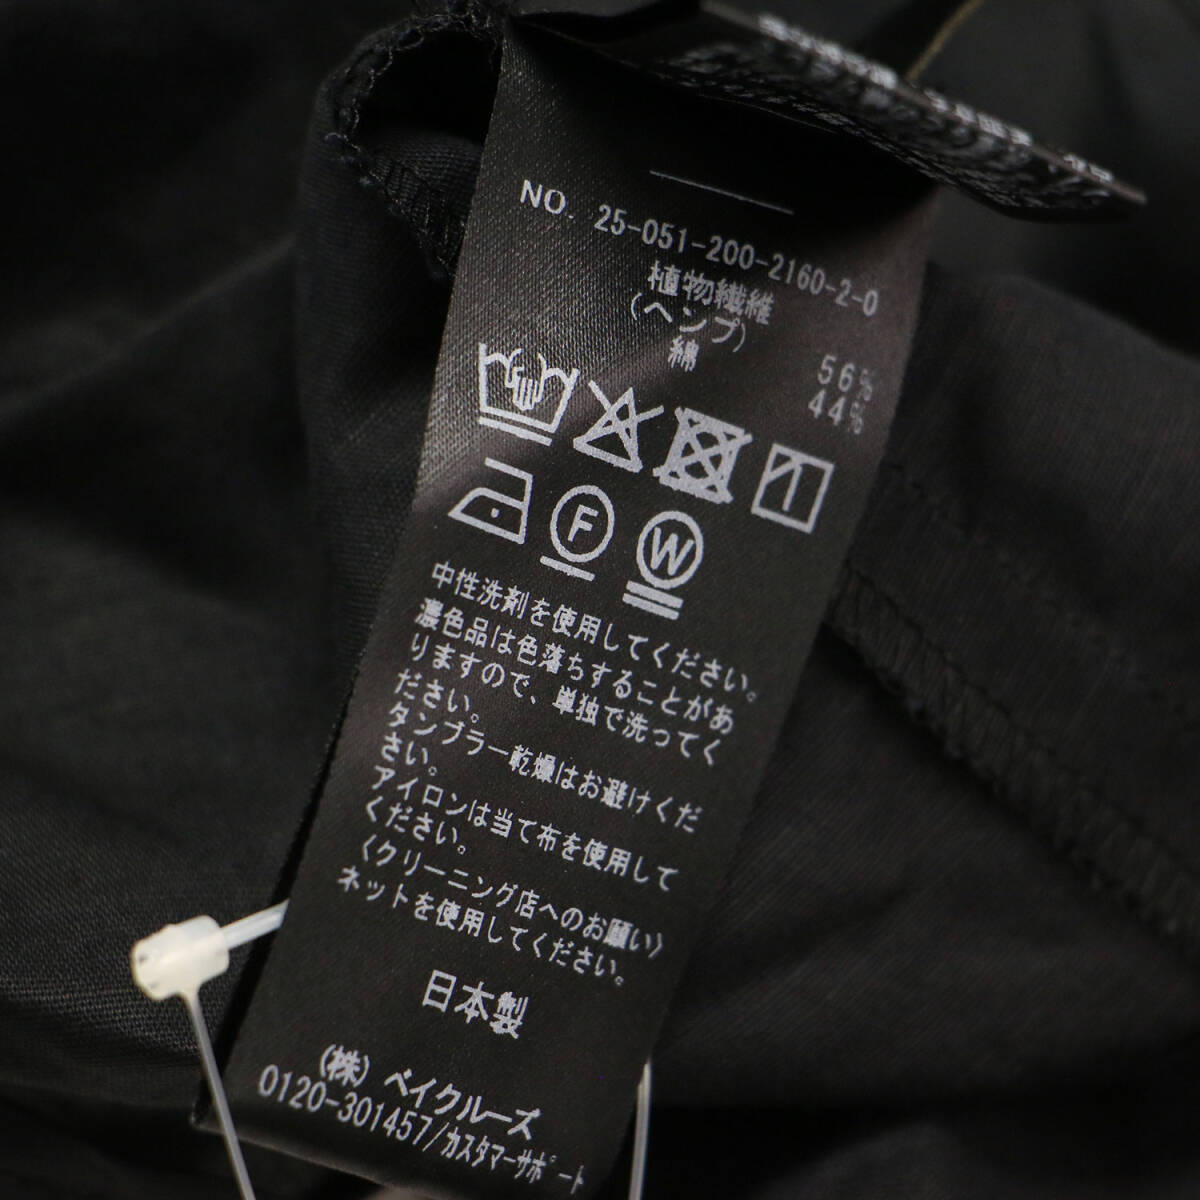 NO. 25-051-200-2160-2-0
植物繊維
(ヘンプ) 56%
綿 44%
F W
中性洗剤を使用してください。
濃色品は色落ちすることがあ
りますので、単独で洗ってく
ださい。
タンブラー乾燥はお避けくだ
さい。
アイロンは当て布を使用して
ください。
〈クリーニング店へのお願い〉
ネットを使用してください。
日本製
(株) ベイクルーズ
0120-301457/カスタマーサポート